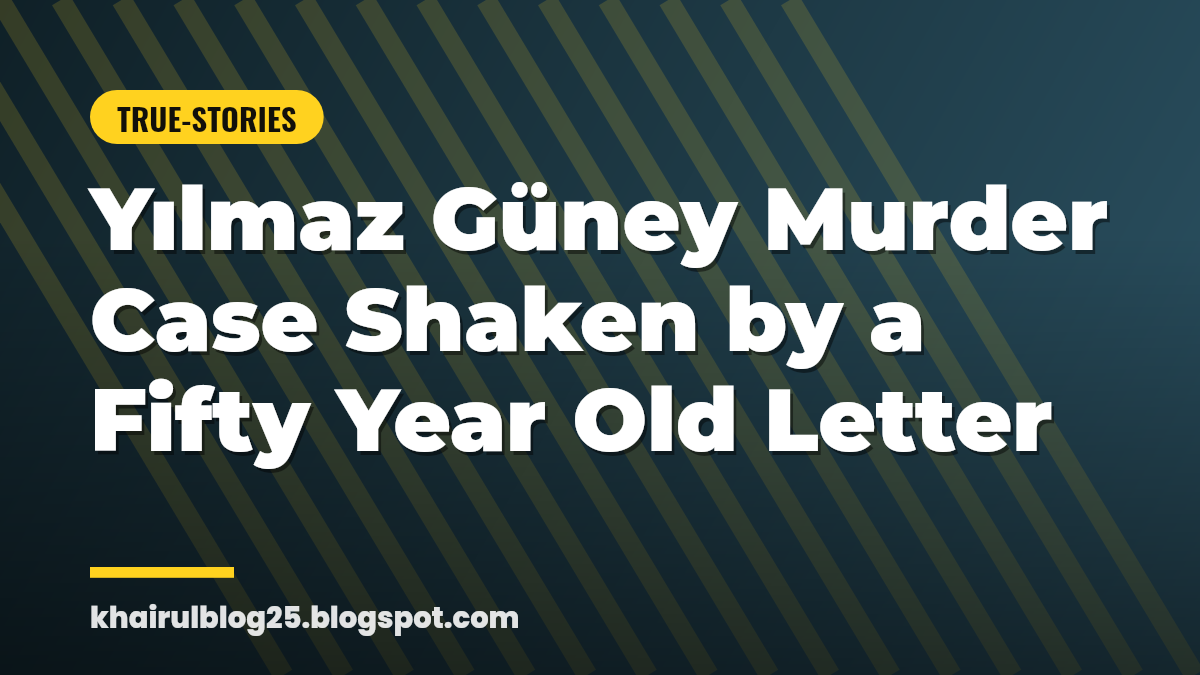 TRUE-STORIES
Yılmaz Güney Murder
Case Shaken by a
Fifty Year Old Letter
khairulblog25.blogspot.com